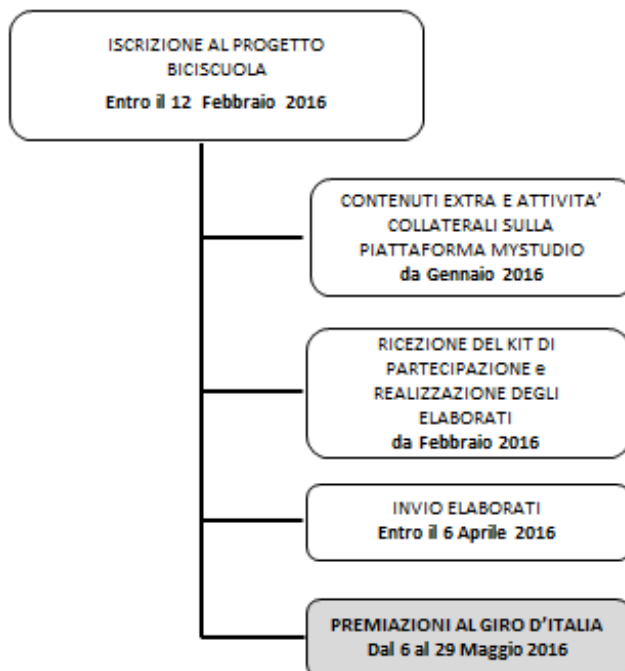 ISCRIZIONE AL PROGETTO
BICISCUOLA
Entro il 12 Febbraio 2016
CONTENUTI EXTRA E ATTIVITA'
COLLATERALI SULLA
PIATTAFORMA MYSTUDIO
da Gennaio 2016
RICEZIONE DEL KIT DI
PARTECIPAZIONE e
REALIZZAZIONE DEGLI
ELABORATI
da Febbraio 2016
INVIO ELABORATI
Entro il 6 Aprile 2016
PREMIAZIONI AL GIRO D'ITALIA
Dal 6 al 29 Maggio 2016